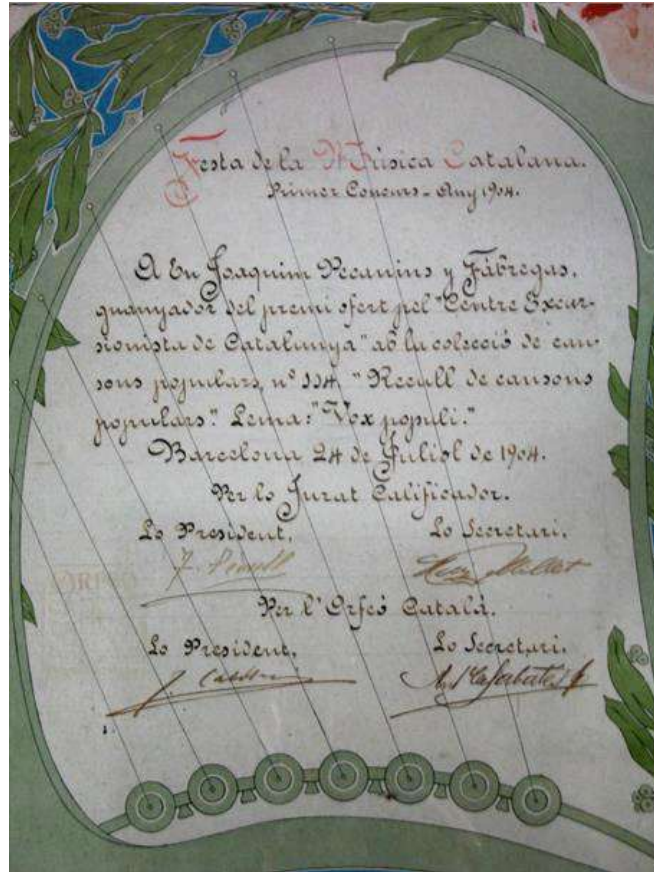 Festa de la Música Catalana.
Primer Concurs - Any 1904.
A En Joaquim Pecanins y Fábregas,
guanyador del premi ofert pel "Centre Excur-
sionista de Catalunya" ab la colecció de can-
sons populars, nº 114. "Recull de cansons
populars". Lema: "Vox populi."
Barcelona 24 de Juliol de 1904.
Per lo Jurat Calificador.
Lo President, Lo Secretari,
Millet
Per l'Orfeó Català.
Lo President, Lo Secretari,